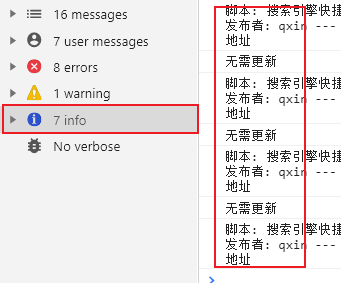 16 messages
7 user messages
8 errors
1 warning
7 info
No verbose
脚本: 搜索引擎快捷
发布者: qxin ---
地址
无需更新
脚本: 搜索引擎快捷
发布者: qxin ---
地址
无需更新
脚本: 搜索引擎快捷
发布者: qxin ---
地址
无需更新
脚本: 搜索引擎快捷
发布者: qxin ---
地址